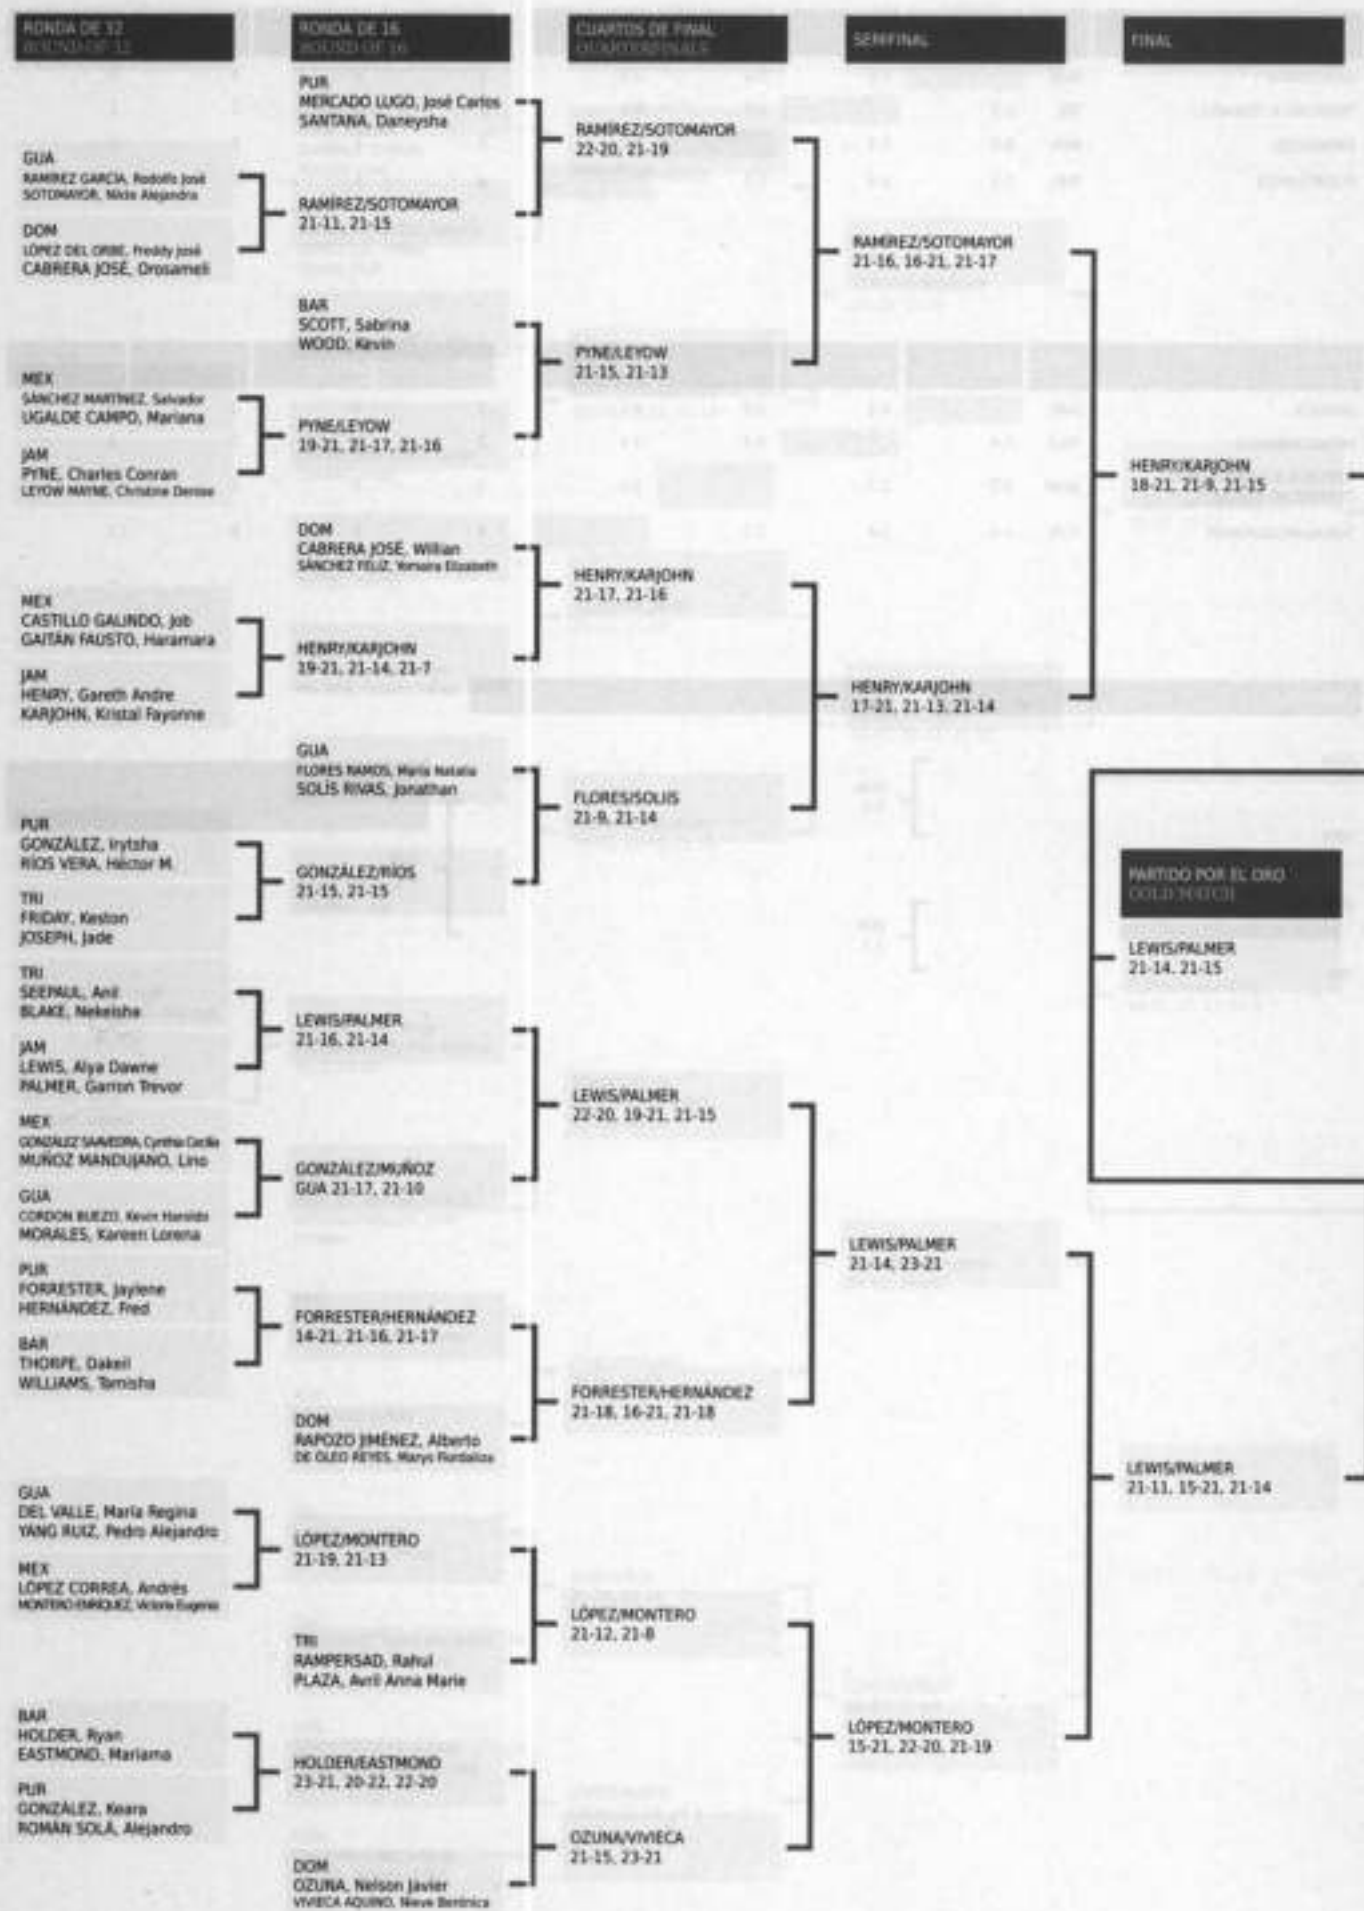 RONDA DE 32
ROUND OF 32
GUA
RAMÍREZ GARCÍA, Rodolfo José
SOTOMAYOR, Nikte Alejandra
DOM
LÓPEZ DEL ORBE, Freddy José
CABRERA JOSÉ, Orosameli
MEX
SÁNCHEZ MARTÍNEZ, Salvador
UGALDE CAMPO, Mariana
JAM
PYNE, Charles Conran
LEYOW MAYNE, Christine Denise
MEX
CASTILLO GALINDO, Job
GAITÁN FAUSTO, Haramara
JAM
HENRY, Gareth Andre
KARJOHN, Kristal Fayonne
PUR
GONZÁLEZ, Irytsha
RÍOS VERA, Héctor M.
TRI
FRIDAY, Keston
JOSEPH, Jade
TRI
SEEPAUL, Anil
BLAKE, Nekeisha
JAM
LEWIS, Alya Dawne
PALMER, Garron Trevor
MEX
GONZÁLEZ SAAVEDRA, Cynthia Cecilia
MUÑOZ MANDUJANO, Lino
GUA
CORDON BUEZO, Kevin Haroldo
MORALES, Kareen Lorena
PUR
FORRESTER, Jaylene
HERNÁNDEZ, Fred
BAR
THORPE, Dakeil
WILLIAMS, Tamisha
GUA
DEL VALLE, María Regina
YANG RUIZ, Pedro Alejandro
MEX
LÓPEZ CORREA, Andrés
MONTERO ENRÍQUEZ, Victoria Eugenia
BAR
HOLDER, Ryan
EASTMOND, Mariama
PUR
GONZÁLEZ, Keara
ROMÁN SOLÁ, Alejandro
RONDA DE 16
ROUND OF 16
PUR
MERCADO LUGO, José Carlos
SANTANA, Daneysha
RAMÍREZ/SOTOMAYOR
21-11, 21-15
BAR
SCOTT, Sabrina
WOOD, Kevin
PYNE/LEYOW
19-21, 21-17, 21-16
DOM
CABRERA JOSÉ, Willian
SÁNCHEZ FELIZ, Yomaira Elizabeth
HENRY/KARJOHN
19-21, 21-14, 21-7
GUA
FLORES RAMOS, María Natalia
SOLÍS RIVAS, Jonathan
GONZÁLEZ/RÍOS
21-15, 21-15
LEWIS/PALMER
21-16, 21-14
GONZÁLEZ/MUÑOZ
GUA 21-17, 21-10
FORRESTER/HERNÁNDEZ
14-21, 21-16, 21-17
DOM
RAPOZO JIMÉNEZ, Alberto
DE OLEO REYES, Marys Flordaliza
LÓPEZ/MONTERO
21-19, 21-13
TRI
RAMPERSAD, Rahul
PLAZA, Avril Anna Marie
HOLDER/EASTMOND
23-21, 20-22, 22-20
DOM
OZUNA, Nelson Javier
VIVIECA AQUINO, Nieve Berónica
CUARTOS DE FINAL
QUARTERFINALS
RAMÍREZ/SOTOMAYOR
22-20, 21-19
PYNE/LEYOW
21-15, 21-13
HENRY/KARJOHN
21-17, 21-16
FLORES/SOLIIS
21-9, 21-14
LEWIS/PALMER
22-20, 19-21, 21-15
FORRESTER/HERNÁNDEZ
21-18, 16-21, 21-18
LÓPEZ/MONTERO
21-12, 21-8
OZUNA/VIVIECA
21-15, 23-21
SEMIFINAL
RAMÍREZ/SOTOMAYOR
21-16, 16-21, 21-17
HENRY/KARJOHN
17-21, 21-13, 21-14
LEWIS/PALMER
21-14, 23-21
LÓPEZ/MONTERO
15-21, 22-20, 21-19
FINAL
HENRY/KARJOHN
18-21, 21-9, 21-15
PARTIDO POR EL ORO
GOLD MATCH
LEWIS/PALMER
21-14, 21-15
LEWIS/PALMER
21-11, 15-21, 21-14